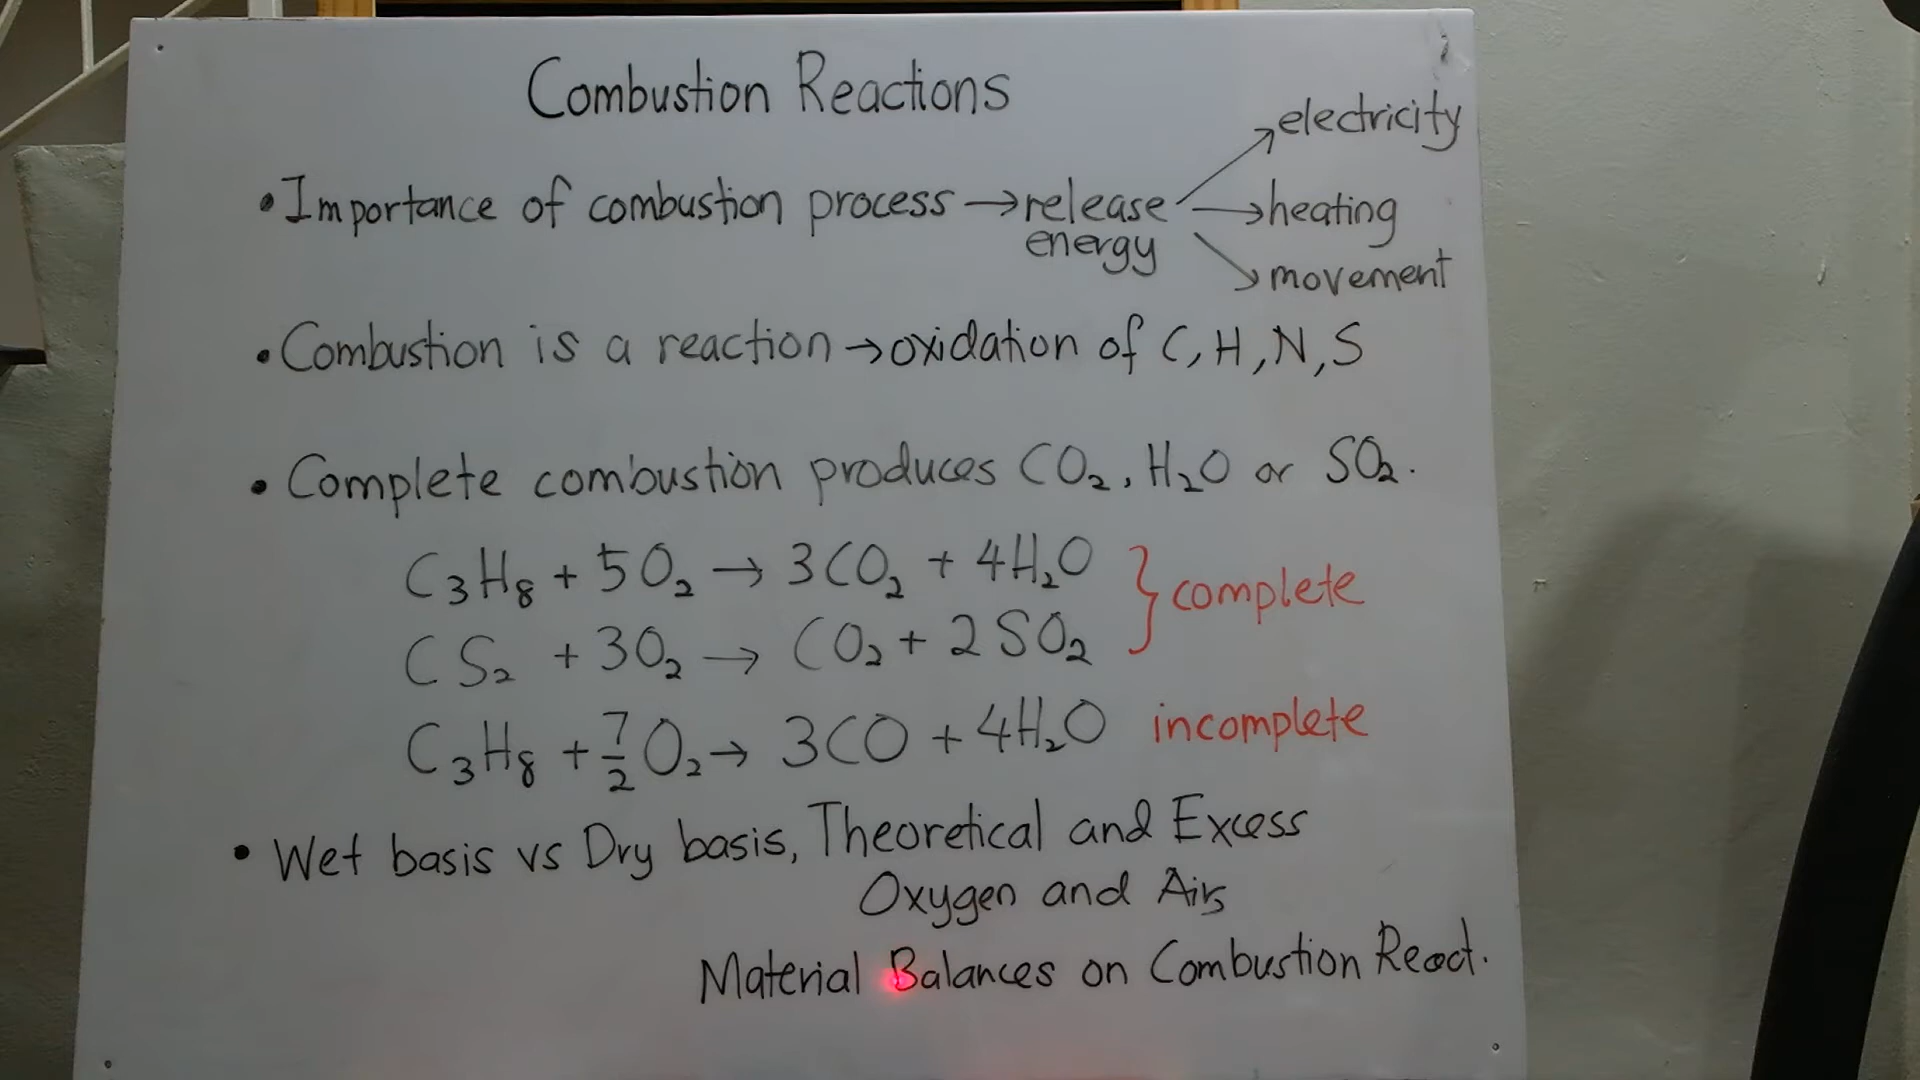 Combustion Reactions
• Importance of combustion process → release energy
→ electricity
→ heating
→ movement
• Combustion is a reaction → oxidation of C, H, N, S
• Complete combustion produces CO₂, H₂O or SO₂.
C₃H₈ + 5O₂ → 3CO₂ + 4H₂O
CS₂ + 3O₂ → CO₂ + 2SO₂
} complete
C₃H₈ + 7/2 O₂ → 3CO + 4H₂O incomplete
• Wet basis vs Dry basis, Theoretical and Excess
Oxygen and Air,
Material Balances on Combustion React.